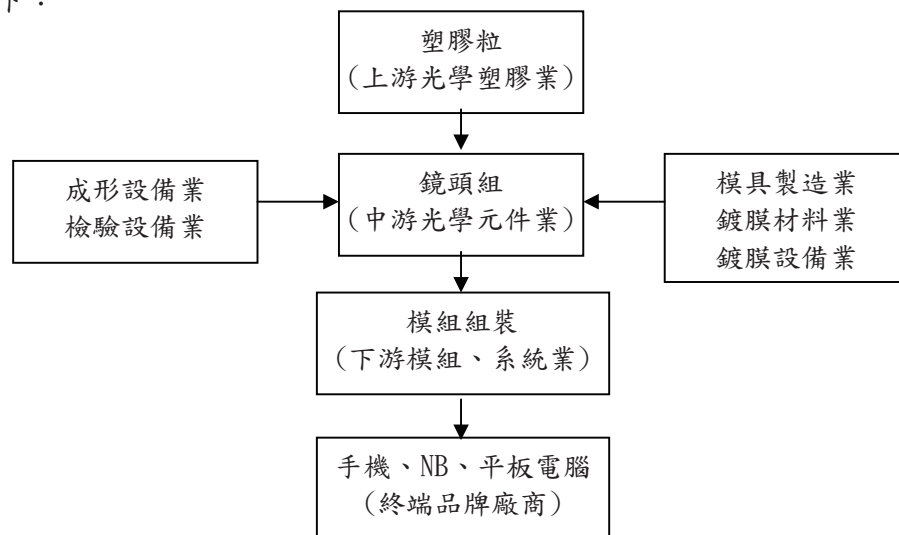 下：
塑膠粒
(上游光學塑膠業)
成形設備業
檢驗設備業
鏡頭組
(中游光學元件業)
模具製造業
鍍膜材料業
鍍膜設備業
模組組裝
(下游模組、系統業)
手機、NB、平板電腦
(終端品牌廠商)